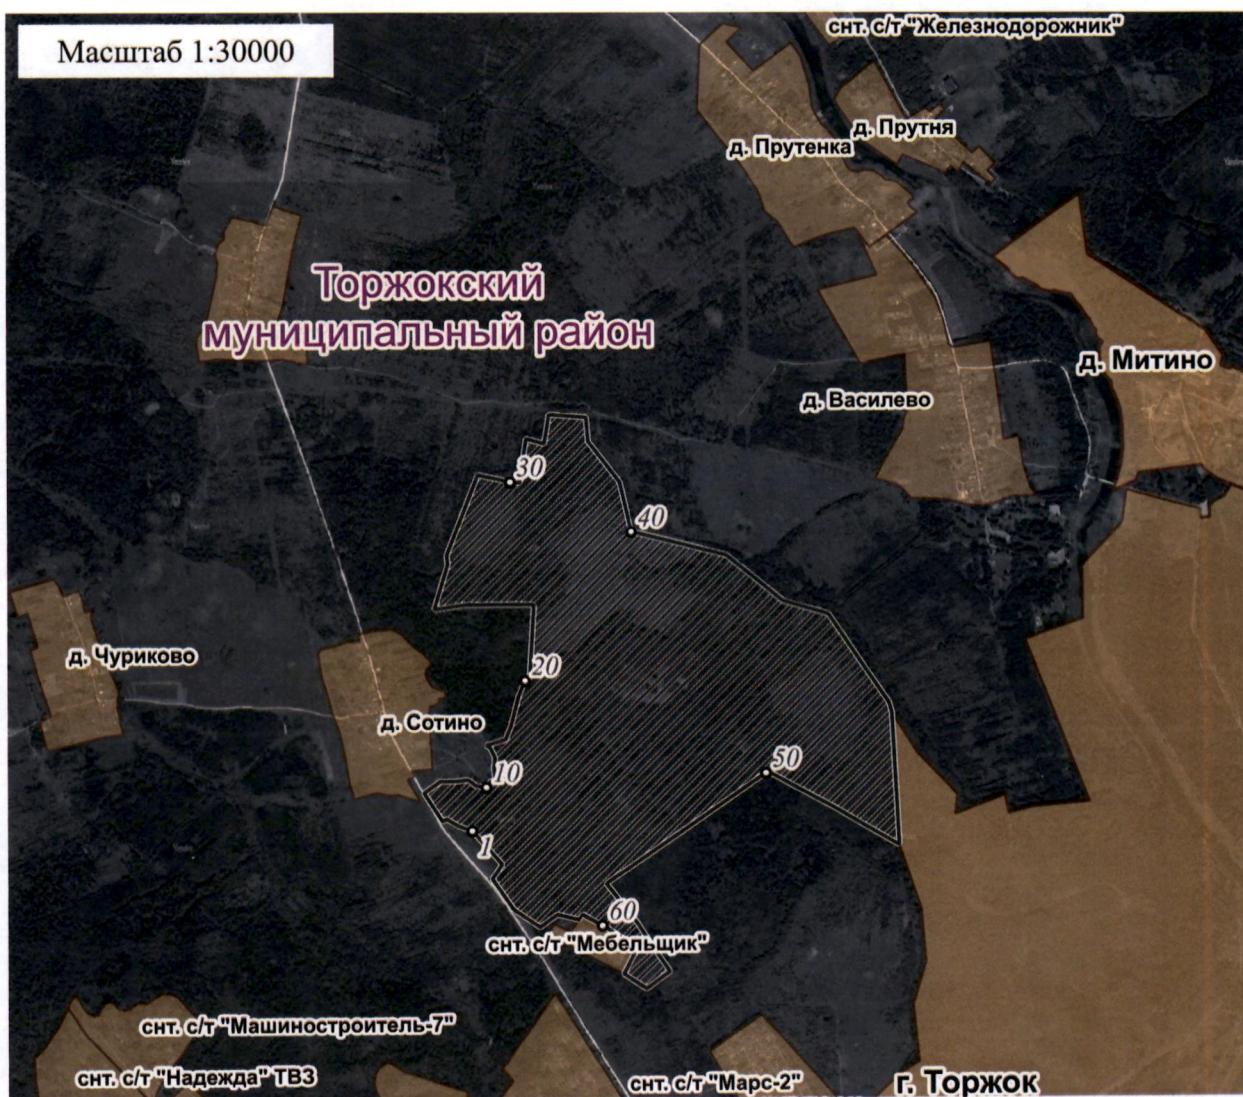 снт. с/т "Железнодорожник"
Масштаб 1:30000
д. Прутня
д. Прутенка
Торжокский
муниципальный район
д. Митино
д. Василево
30
40
д. Чуриково
20
д. Сотино
50
10
1
60
снт. с/т "Мебельщик"
снт. с/т "Машиностроитель-7"
снт. с/т "Надежда" ТВЗ
снт. с/т "Марс-2"
г. Торжок